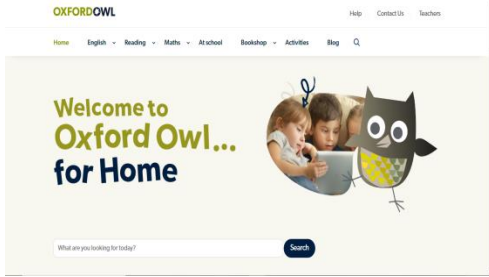 OXFORDOWL
Help Contact Us Teachers
Home English Reading Maths At school Bookshop Activities Blog
Welcome to
Oxford Owl...
for Home
What are you looking for today? Search